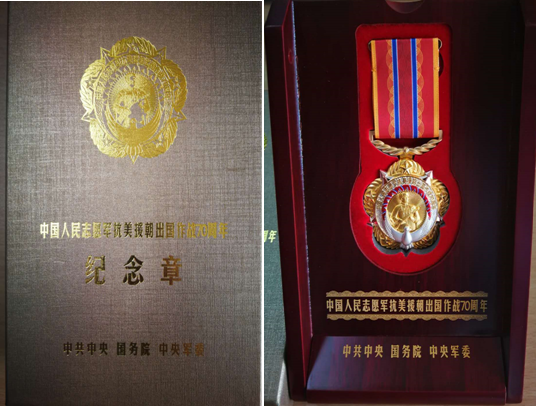 中国人民志愿军抗美援朝出国作战70周年
纪念章
中共中央 国务院 中央军委
周年
中国人民志愿军抗美援朝出国作战70周年
中共中央 国务院 中央军委